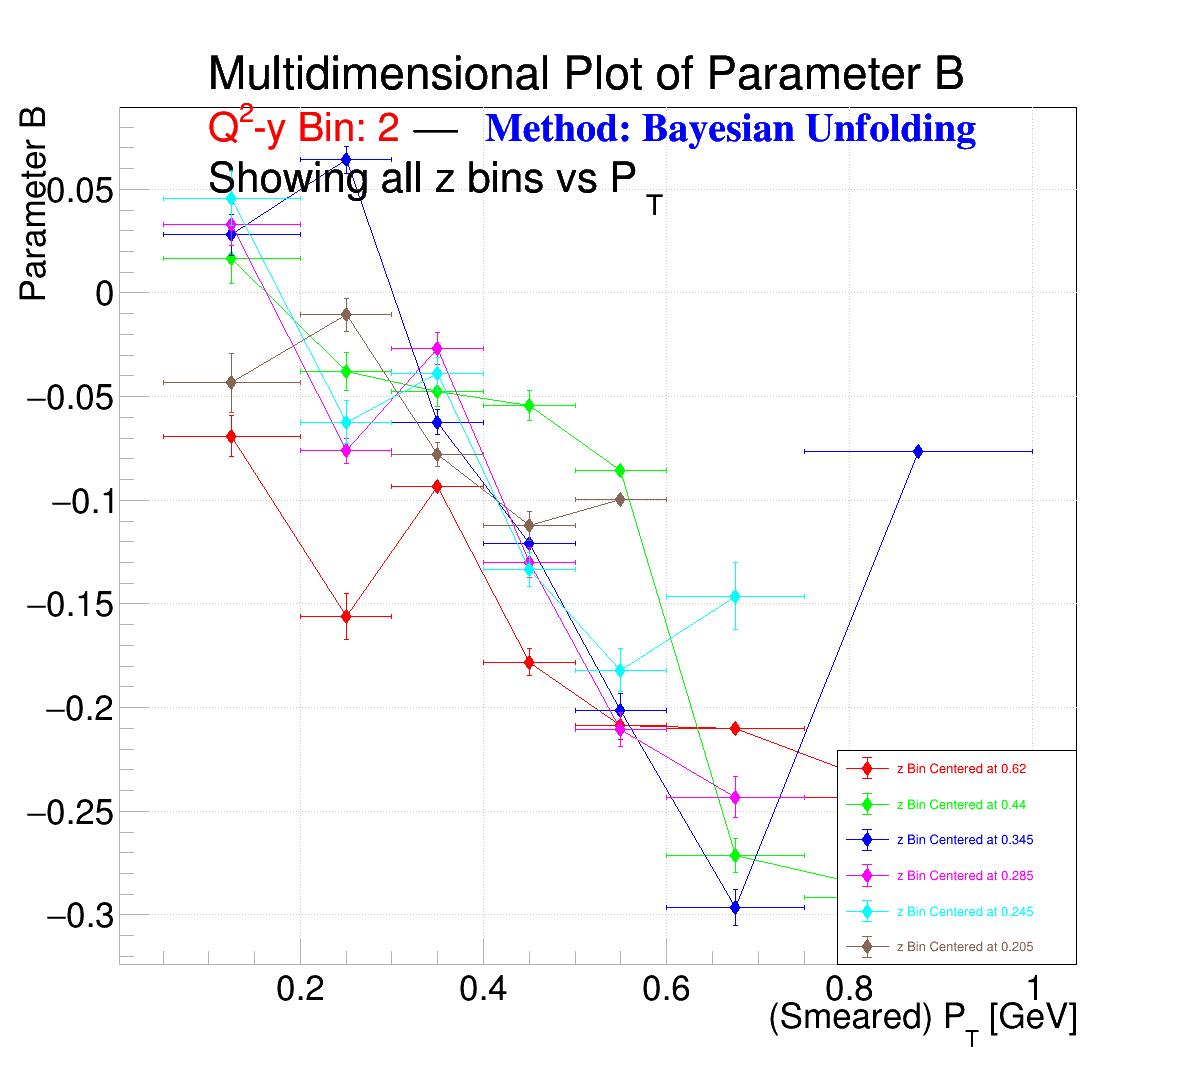 Multidimensional Plot of Parameter B
Q²-y Bin: 2 — Method: Bayesian Unfolding
Showing all z bins vs P_T
Parameter B
0.05
0
−0.05
−0.1
−0.15
−0.2
−0.25
−0.3
z Bin Centered at 0.62
z Bin Centered at 0.44
z Bin Centered at 0.345
z Bin Centered at 0.285
z Bin Centered at 0.245
z Bin Centered at 0.205
0.2 0.4 0.6 0.8 1
(Smeared) P_T [GeV]